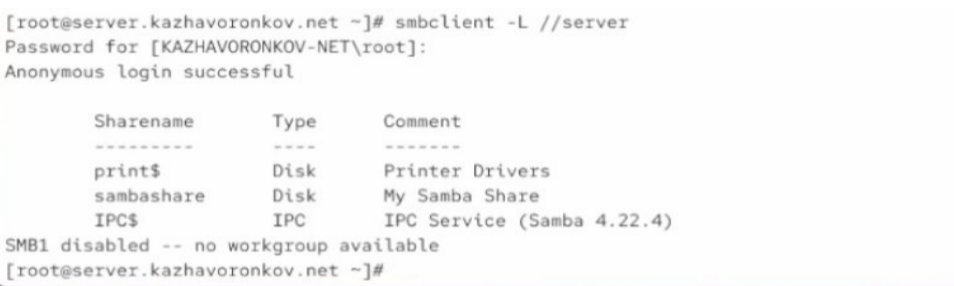 [root@server.kazhavoronkov.net ~]# smbclient -L //server
Password for [KAZHAVORONKOV-NET\root]:
Anonymous login successful
Sharename Type Comment
--------- ---- -------
print$ Disk Printer Drivers
sambashare Disk My Samba Share
IPC$ IPC IPC Service (Samba 4.22.4)
SMB1 disabled -- no workgroup available
[root@server.kazhavoronkov.net ~]#